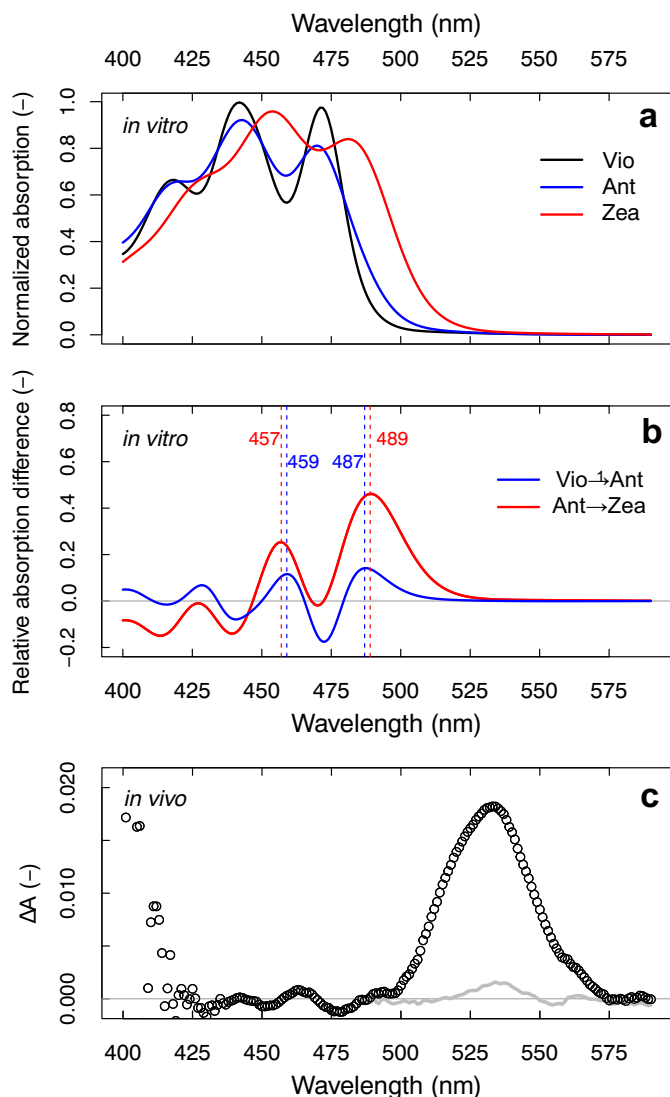 Wavelength (nm)
400 425 450 475 500 525 550 575
Normalized absorption (−)
1.0
0.8
0.6
0.4
0.2
0.0
in vitro
a
Vio
Ant
Zea
Relative absorption difference (−)
0.8
0.6
0.4
0.2
0.0
−0.2
in vitro
b
457
489
459
487
Vio→Ant
Ant→Zea
400 425 450 475 500 525 550 575
Wavelength (nm)
ΔA (−)
0.020
0.010
0.000
in vivo
c
400 425 450 475 500 525 550 575
Wavelength (nm)